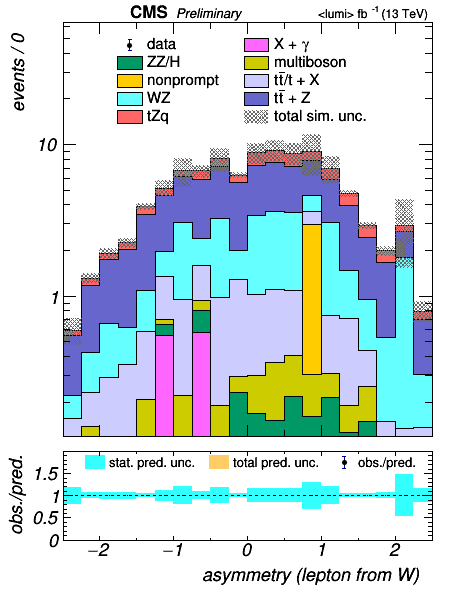 CMS Preliminary <lumi> fb⁻¹ (13 TeV)
events / 0
data
X + γ
ZZ/H
multiboson
nonprompt
tt̅/t + X
WZ
tt̅ + Z
tZq
total sim. unc.
10
1
obs./pred.
stat. pred. unc.
total pred. unc.
obs./pred.
1.5
1
0.5
0
−2
−1
0
1
2
asymmetry (lepton from W)